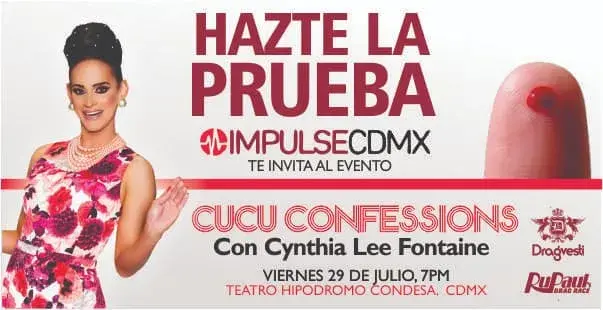 HAZTE LA
PRUEBA
IMPULSECDMX
TE INVITA AL EVENTO
CUCU CONFESSIONS
Con Cynthia Lee Fontaine
VIERNES 29 DE JULIO, 7PM
TEATRO HIPODROMO CONDESA, CDMX
Dragvesti
RuPaul
DRAG RACE